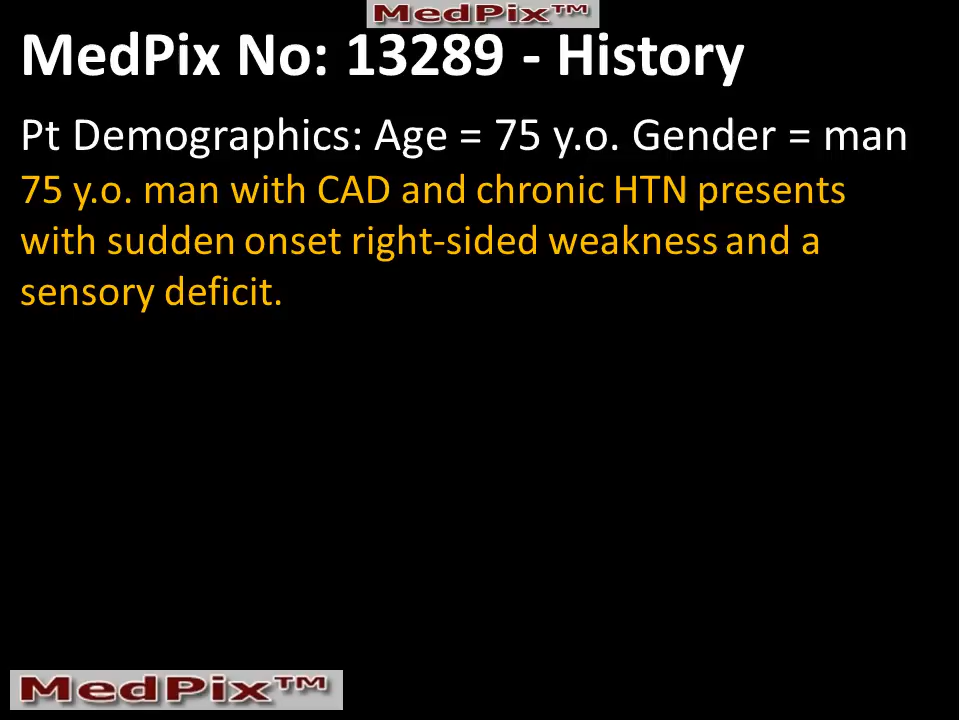 MedPix™
MedPix No: 13289 - History
Pt Demographics: Age = 75 y.o. Gender = man
75 y.o. man with CAD and chronic HTN presents
with sudden onset right-sided weakness and a
sensory deficit.
MedPix™